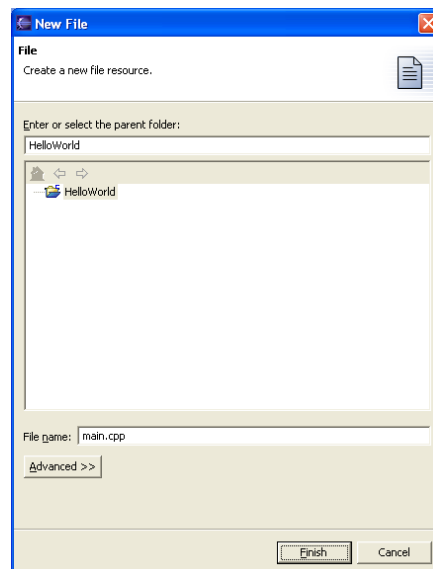 New File
File
Create a new file resource.
Enter or select the parent folder:
HelloWorld
HelloWorld
File name: main.cpp
Advanced >>
Finish Cancel